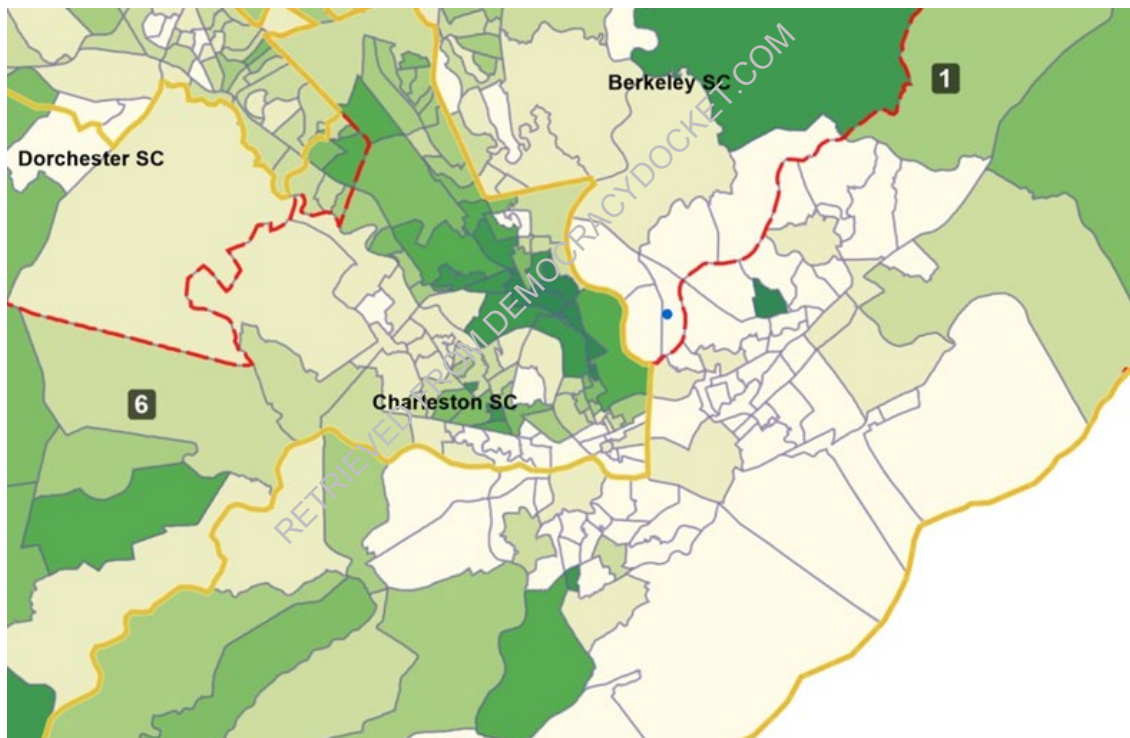 Berkeley SC
1
Dorchester SC
6
Charleston SC
RETRIEVED FROM DEMOCRACYDOCKET.COM